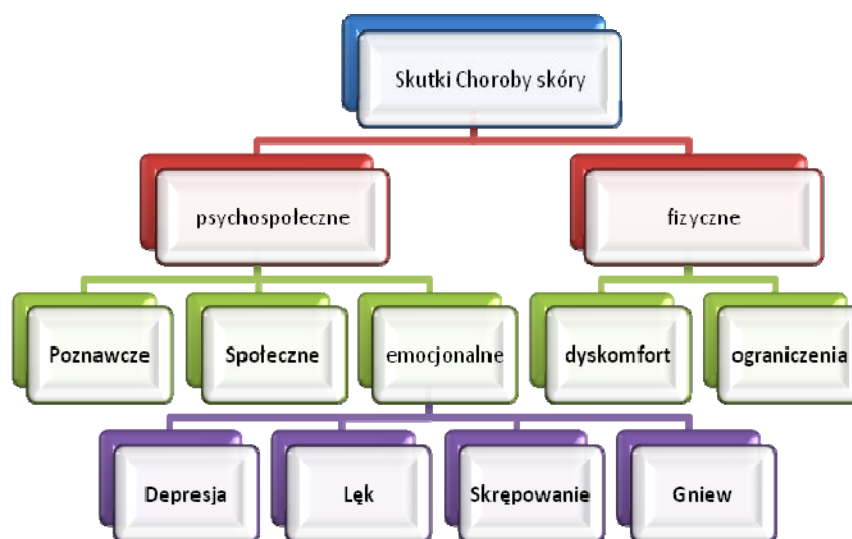 Skutki Choroby skóry
psychospołeczne
fizyczne
Poznawcze
Społeczne
emocjonalne
dyskomfort
ograniczenia
Depresja
Lęk
Skrępowanie
Gniew